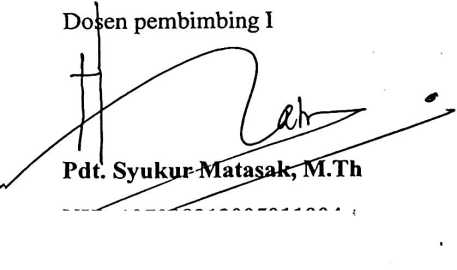 Dosen pembimbing I
Pdt. Syukur Matasak, M.Th